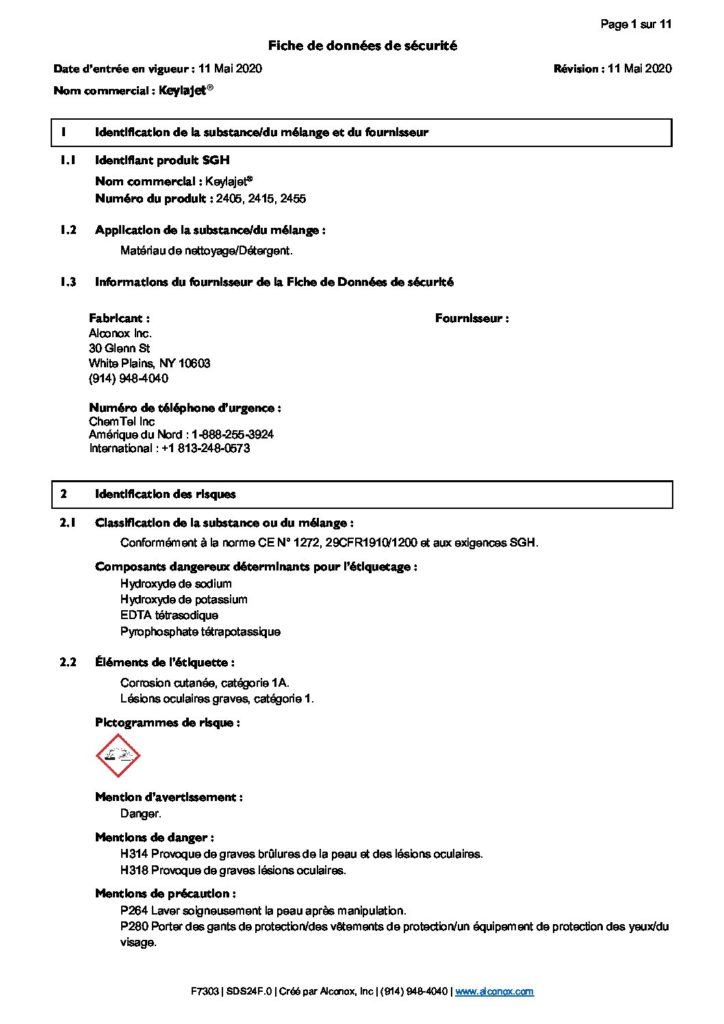 Page 1 sur 11
Fiche de données de sécurité
Date d'entrée en vigueur : 11 Mai 2020 Révision : 11 Mai 2020
Nom commercial : Keylajet®
1 Identification de la substance/du mélange et du fournisseur
1.1 Identifiant produit SGH
Nom commercial : Keylajet®
Numéro du produit : 2405, 2415, 2455
1.2 Application de la substance/du mélange :
Matériau de nettoyage/Détergent.
1.3 Informations du fournisseur de la Fiche de Données de sécurité
Fabricant : Fournisseur :
Alconox Inc.
30 Glenn St
White Plains, NY 10603
(914) 948-4040
Numéro de téléphone d'urgence :
ChemTel Inc
Amérique du Nord : 1-888-255-3924
International : +1 813-248-0573
2 Identification des risques
2.1 Classification de la substance ou du mélange :
Conformément à la norme CE N° 1272, 29CFR1910/1200 et aux exigences SGH.
Composants dangereux déterminants pour l'étiquetage :
Hydroxyde de sodium
Hydroxyde de potassium
EDTA tétrasodique
Pyrophosphate tétrapotassique
2.2 Éléments de l'étiquette :
Corrosion cutanée, catégorie 1A.
Lésions oculaires graves, catégorie 1.
Pictogrammes de risque :
Mention d'avertissement :
Danger.
Mentions de danger :
H314 Provoque de graves brûlures de la peau et des lésions oculaires.
H318 Provoque de graves lésions oculaires.
Mentions de précaution :
P264 Laver soigneusement la peau après manipulation.
P280 Porter des gants de protection/des vêtements de protection/un équipement de protection des yeux/du
visage.
F7303 | SDS24F.0 | Créé par Alconox, Inc | (914) 948-4040 | www.alconox.com